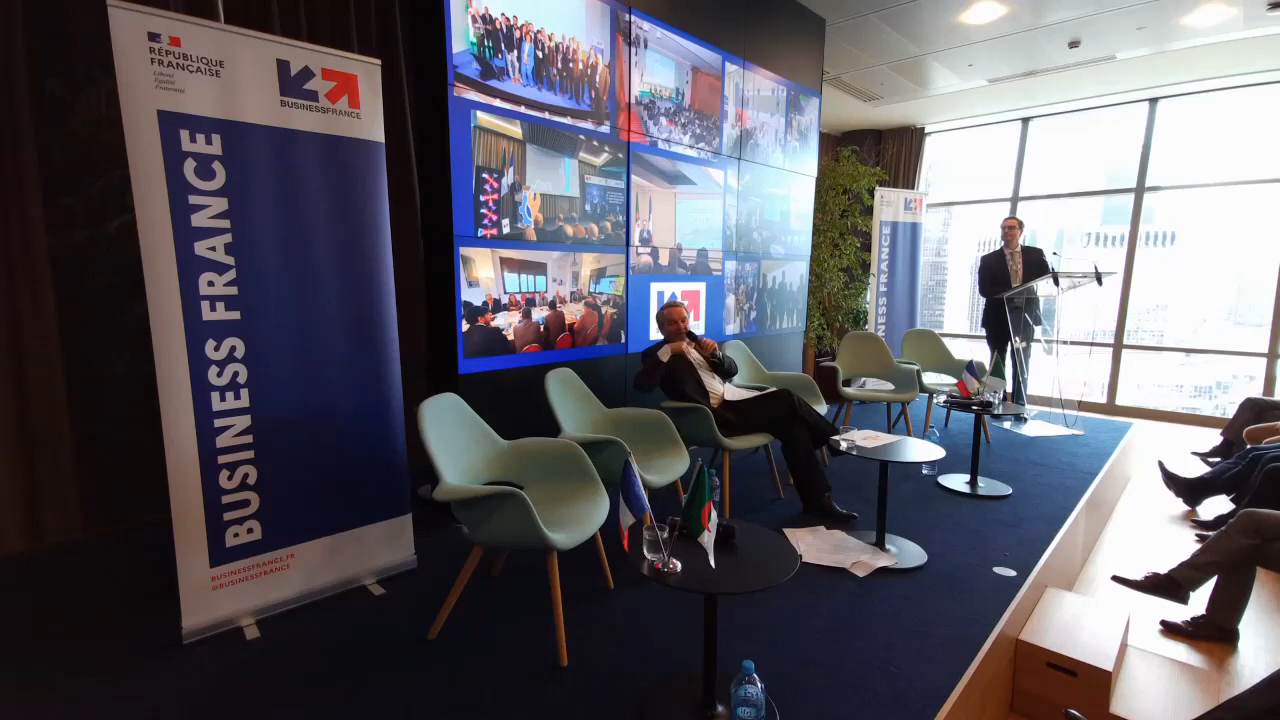 RÉPUBLIQUE
FRANÇAISE
Liberté
Égalité
Fraternité
BUSINESSFRANCE
BUSINESS FRANCE
BUSINESSFRANCE.FR
@BUSINESSFRANCE
BUSINESS FRANCE